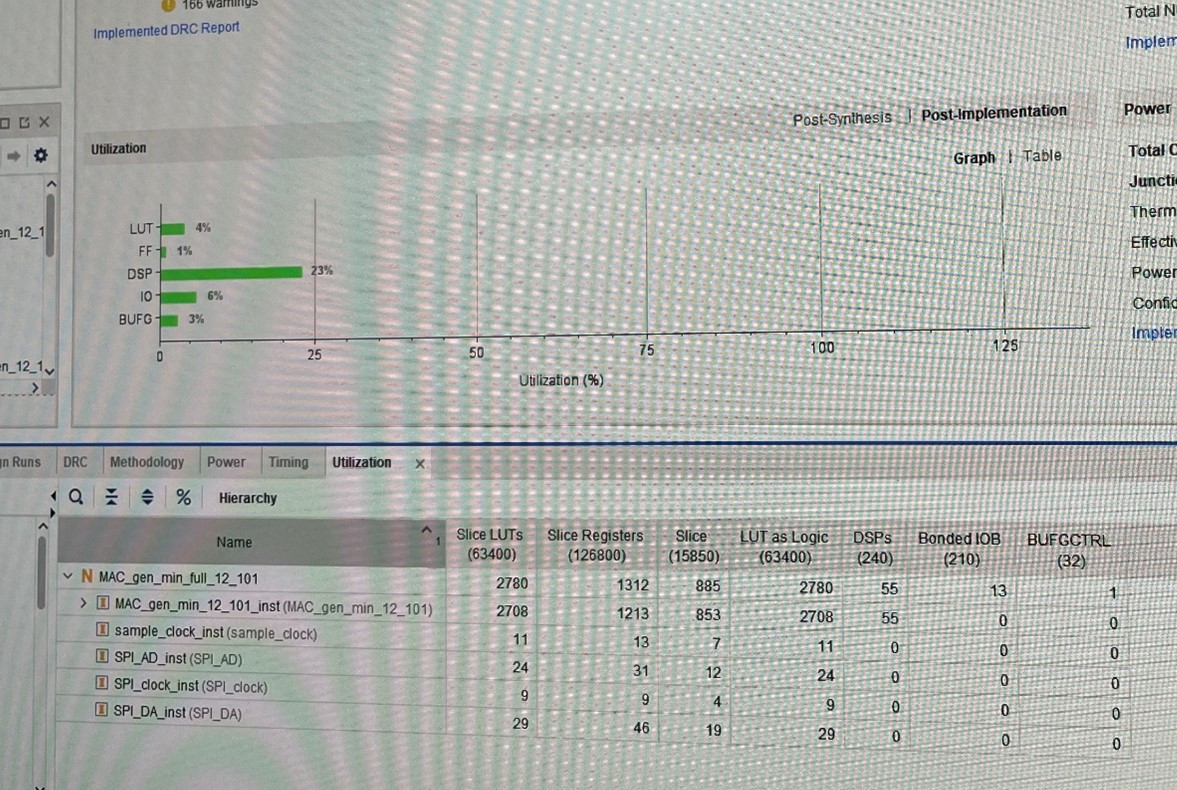 166 warnings
Implemented DRC Report
Total N
Implem
Post-Synthesis | Post-Implementation
Power
Utilization
Graph | Table
Total C
Juncti
Therm
Effectiv
Power
Confid
Implem
en_12_1
n_12_1
LUT 4%
FF 1%
DSP 23%
IO 6%
BUFG 3%
0 25 50 75 100 125
Utilization (%)
gn Runs DRC Methodology Power Timing Utilization
% Hierarchy
Name 1 Slice LUTs (63400) Slice Registers (126800) Slice (15850) LUT as Logic (63400) DSPs (240) Bonded IOB (210) BUFGCTRL (32)
N MAC_gen_min_full_12_101 2780 1312 885 2780 55 13 1
I MAC_gen_min_12_101_inst (MAC_gen_min_12_101) 2708 1213 853 2708 55 0 0
I sample_clock_inst (sample_clock) 11 13 7 11 0 0 0
I SPI_AD_inst (SPI_AD) 24 31 12 24 0 0 0
I SPI_clock_inst (SPI_clock) 9 9 4 9 0 0 0
I SPI_DA_inst (SPI_DA) 29 46 19 29 0 0 0